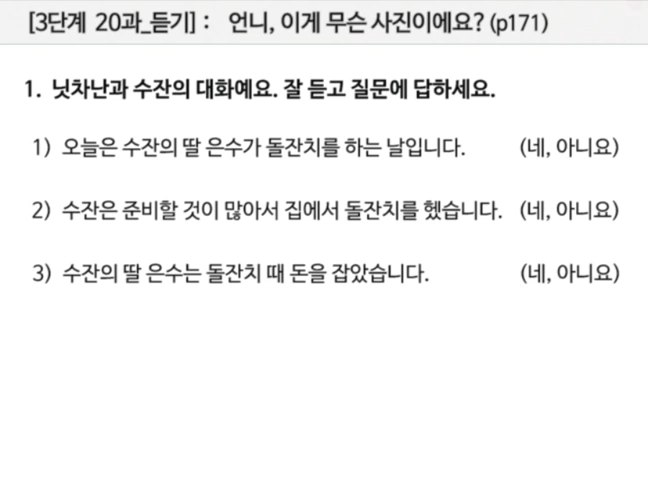 [3단계 20과_듣기] : 언니, 이게 무슨 사진이에요? (p171)
1. 닛차난과 수잔의 대화예요. 잘 듣고 질문에 답하세요.
1) 오늘은 수잔의 딸 은수가 돌잔치를 하는 날입니다. (네, 아니요)
2) 수잔은 준비할 것이 많아서 집에서 돌잔치를 헸습니다. (네, 아니요)
3) 수잔의 딸 은수는 돌잔치 때 돈을 잡았습니다. (네, 아니요)